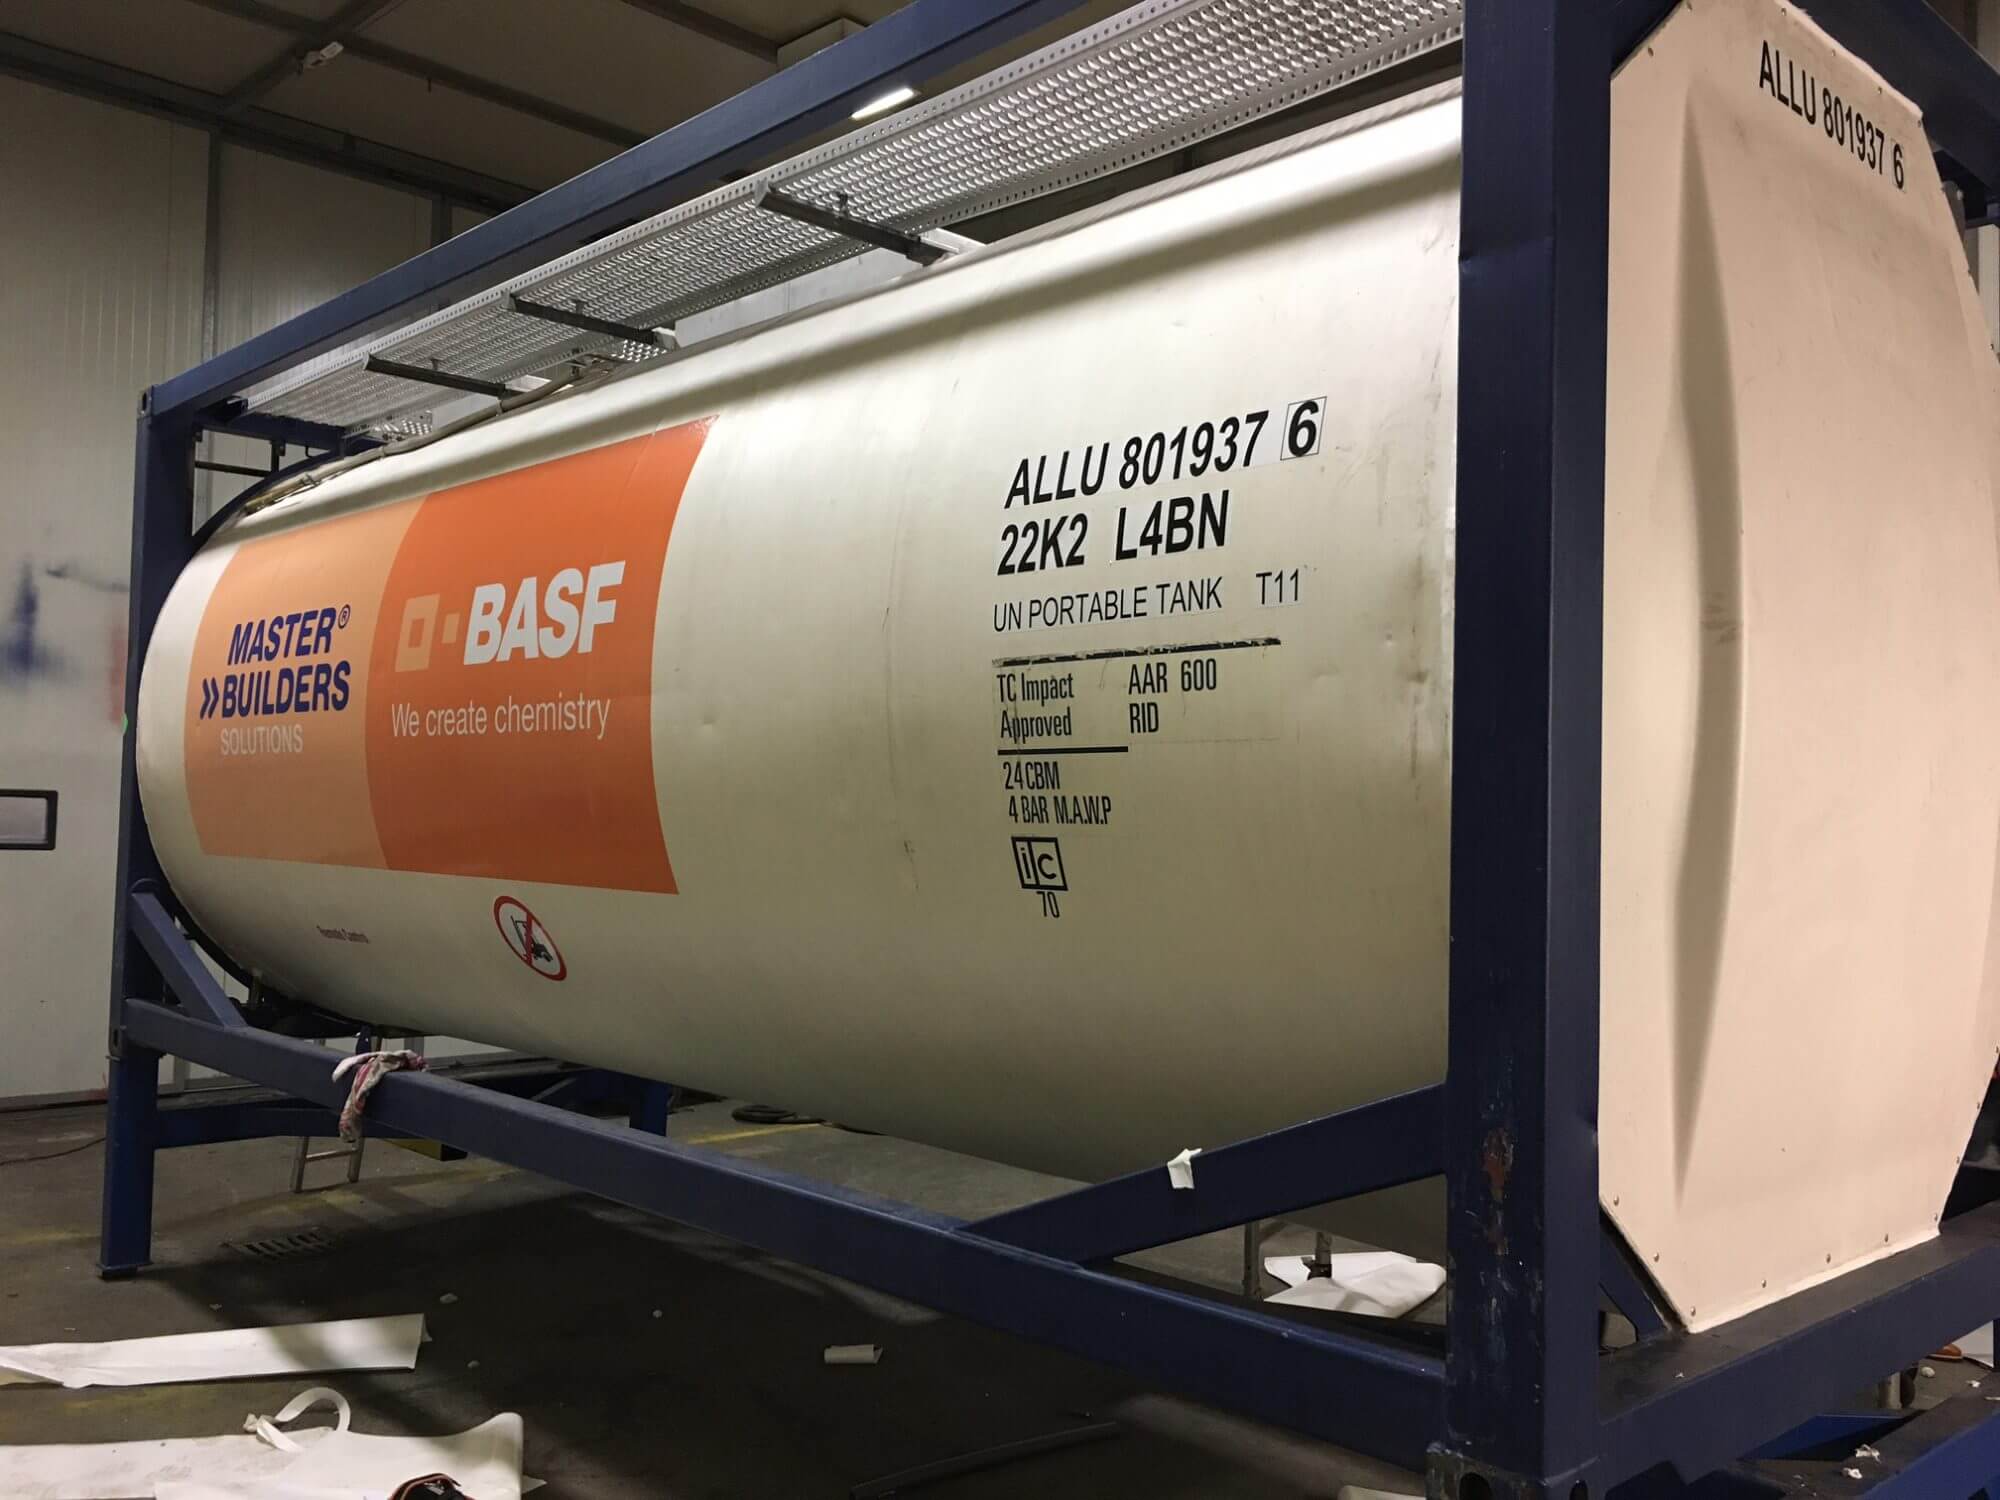 MASTER®
»BUILDERS
SOLUTIONS
BASF
We create chemistry
ALLU 801937 6
22K2 L4BN
UN PORTABLE TANK T11
TC Impact AAR 600
Approved RID
24 CBM
4 BAR M.A.W.P
ic
70
ALLU 801937 6